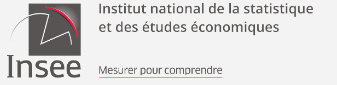 Institut national de la statistique
et des études économiques
Insee
Mesurer pour comprendre